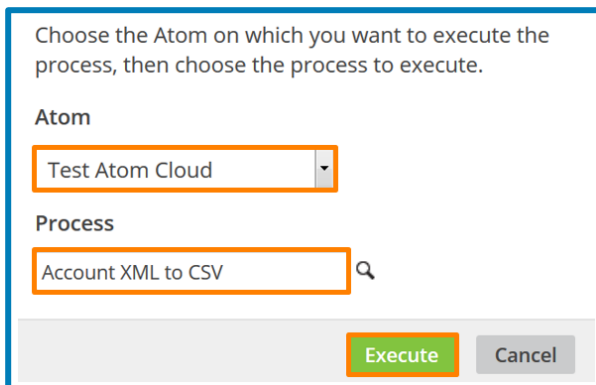 Choose the Atom on which you want to execute the
process, then choose the process to execute.
Atom
Test Atom Cloud
Process
Account XML to CSV
Execute Cancel